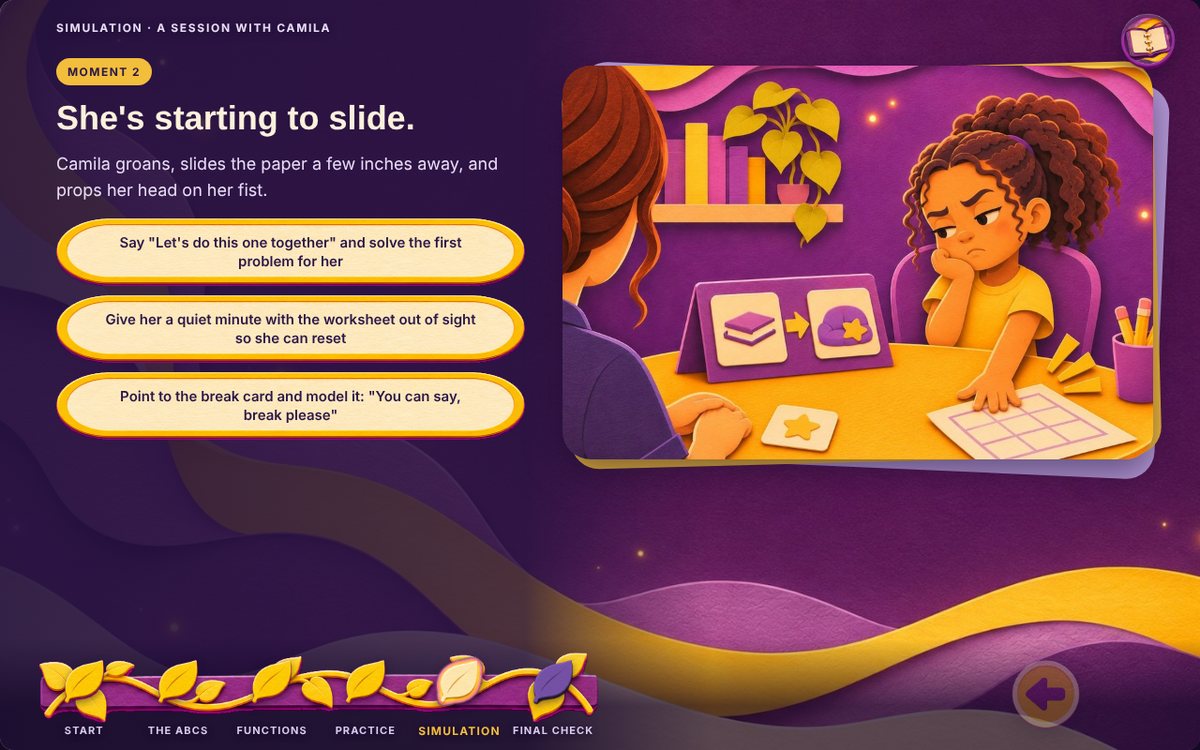 SIMULATION · A SESSION WITH CAMILA
MOMENT 2
She's starting to slide.
Camila groans, slides the paper a few inches away, and
props her head on her fist.
Say "Let's do this one together" and solve the first
problem for her
Give her a quiet minute with the worksheet out of sight
so she can reset
Point to the break card and model it: "You can say,
break please"
START
THE ABCS
FUNCTIONS
PRACTICE
SIMULATION
FINAL CHECK